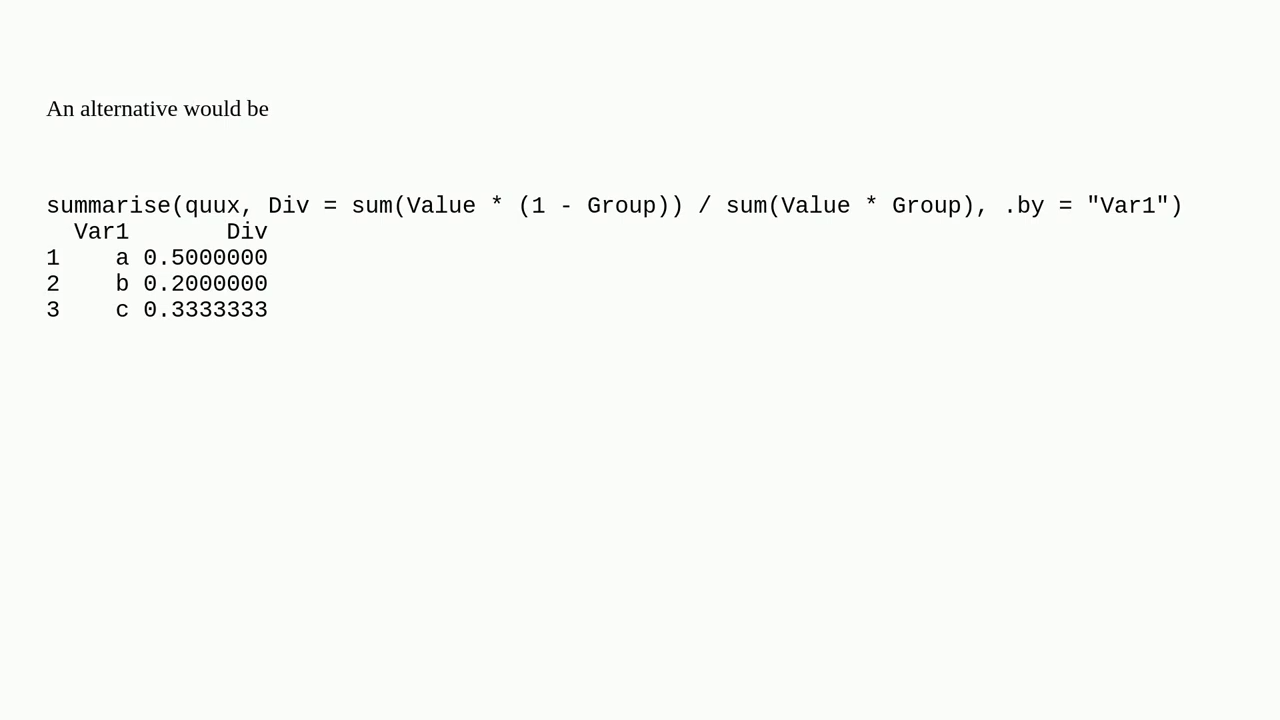 An alternative would be
summarise(quux, Div = sum(Value * (1 - Group)) / sum(Value * Group), .by = "Var1")
  Var1       Div
1    a 0.5000000
2    b 0.2000000
3    c 0.3333333